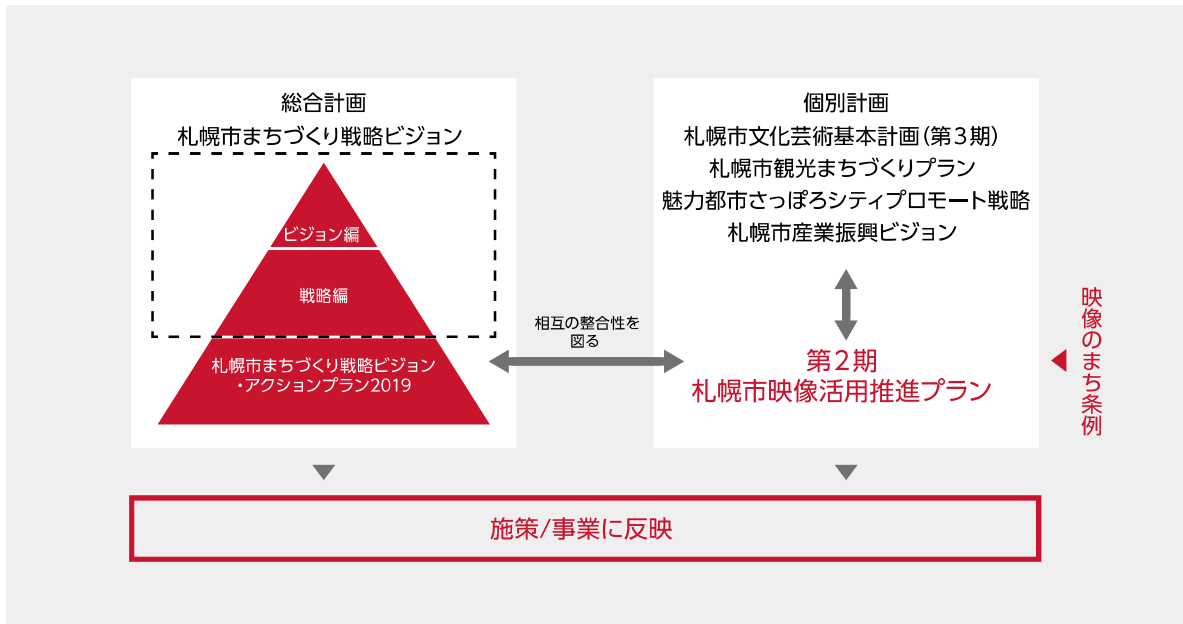 総合計画
札幌市まちづくり戦略ビジョン
ビジョン編
戦略編
札幌市まちづくり戦略ビジョン
・アクションプラン2019
相互の整合性を
図る
個別計画
札幌市文化芸術基本計画（第3期）
札幌市観光まちづくりプラン
魅力都市さっぽろシティプロモート戦略
札幌市産業振興ビジョン
第2期
札幌市映像活用推進プラン
映像のまち条例
施策/事業に反映